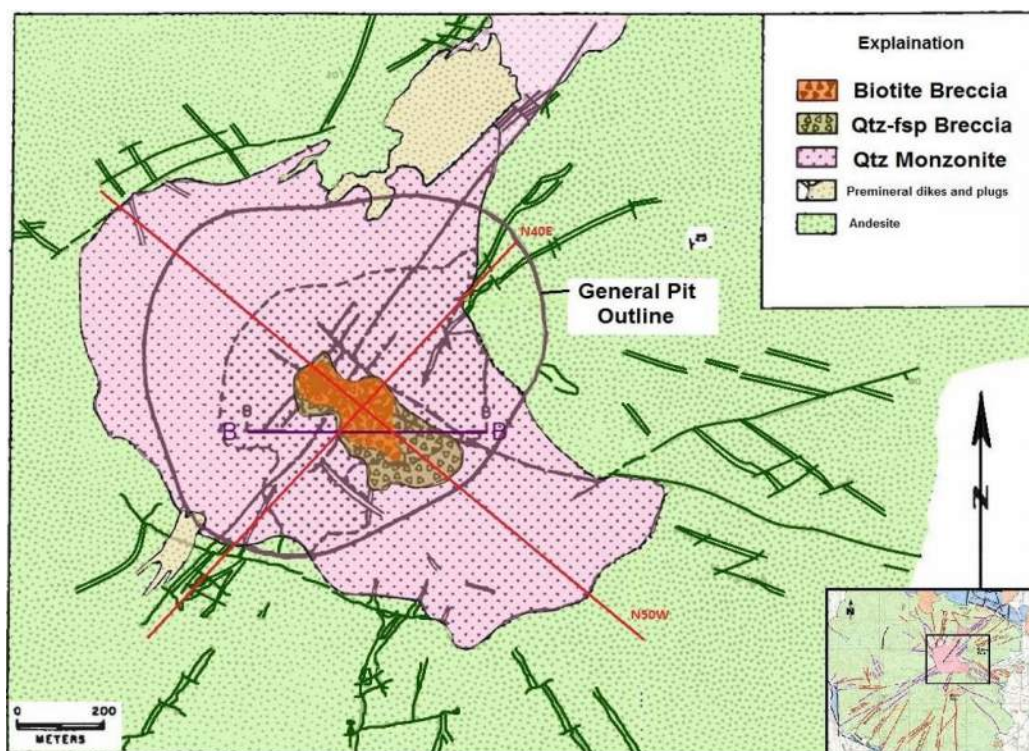 Explaination
Biotite Breccia
Qtz-fsp Breccia
Qtz Monzonite
Premineral dikes and plugs
Andesite
N40E
General Pit
Outline
B
B'
B
B'
N
N50W
N
0 200
METERS